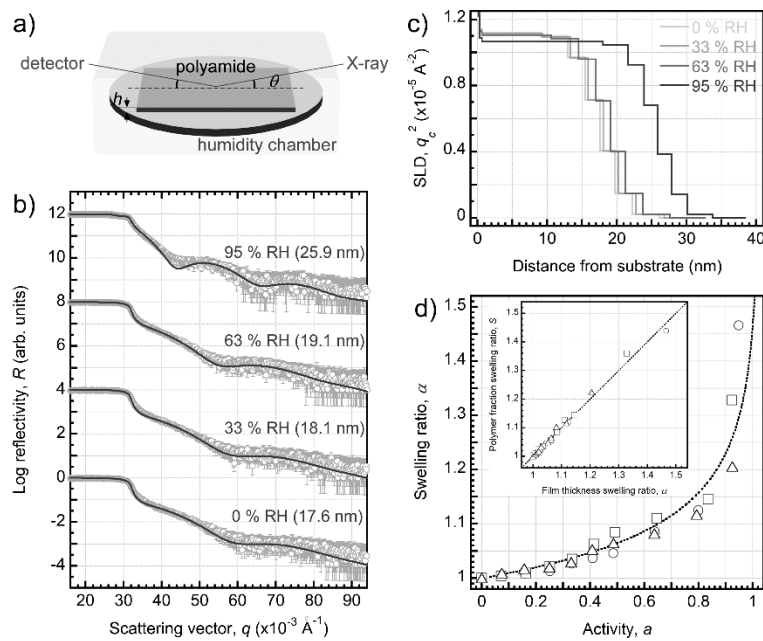 a)
polyamide
detector
X-ray
θ
h
humidity chamber
b)
Log reflectivity, R (arb. units)
12
10
8
6
4
2
0
-2
-4
95 % RH (25.9 nm)
63 % RH (19.1 nm)
33 % RH (18.1 nm)
0 % RH (17.6 nm)
20 30 40 50 60 70 80 90
Scattering vector, q (x10⁻³ Å⁻¹)
c)
SLD, q_c² (x10⁻⁵ A⁻²)
1.2
0.8
0.4
0
0 % RH
33 % RH
63 % RH
95 % RH
0 10 20 30 40
Distance from substrate (nm)
d)
Swelling ratio, α
1.5
1.4
1.3
1.2
1.1
1
Polymer fraction swelling ratio, S
1.5
1.4
1.3
1.2
1.1
1
1 1.1 1.2 1.3 1.4 1.5
Film thickness swelling ratio, α
0 0.2 0.4 0.6 0.8 1
Activity, a